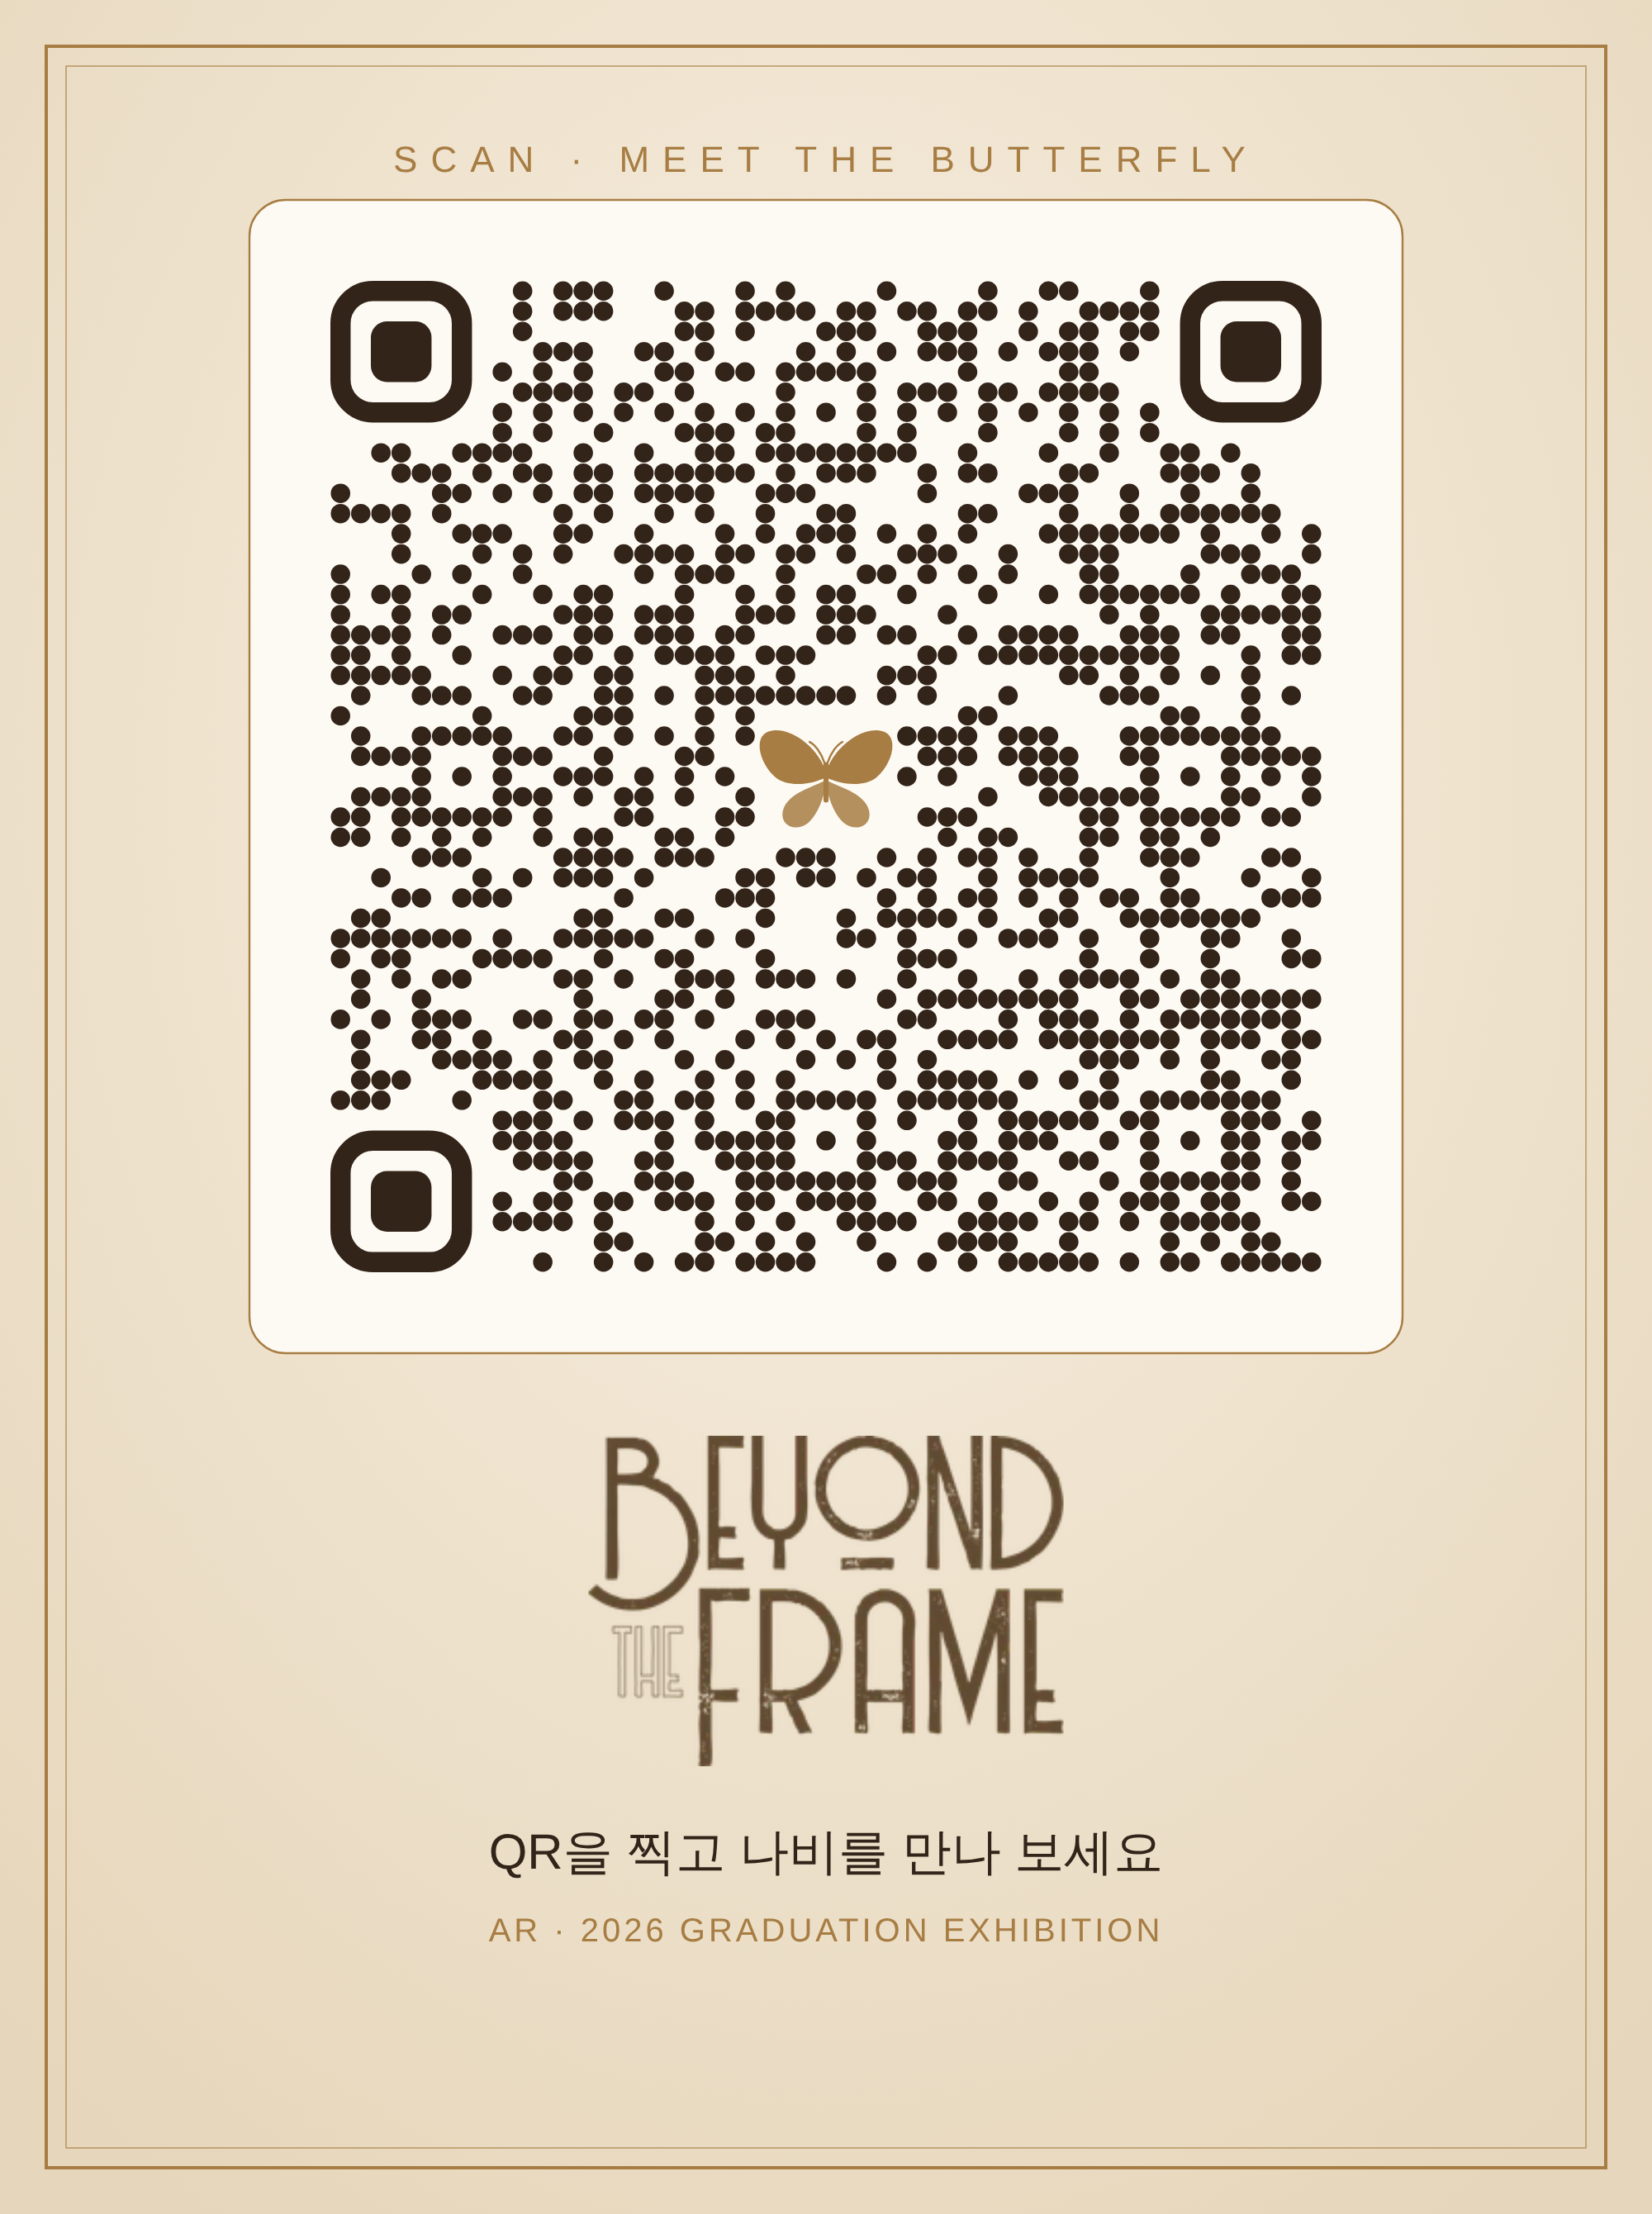 SCAN · MEET THE BUTTERFLY
BEYOND
THE FRAME
QR을 찍고 나비를 만나 보세요
AR · 2026 GRADUATION EXHIBITION